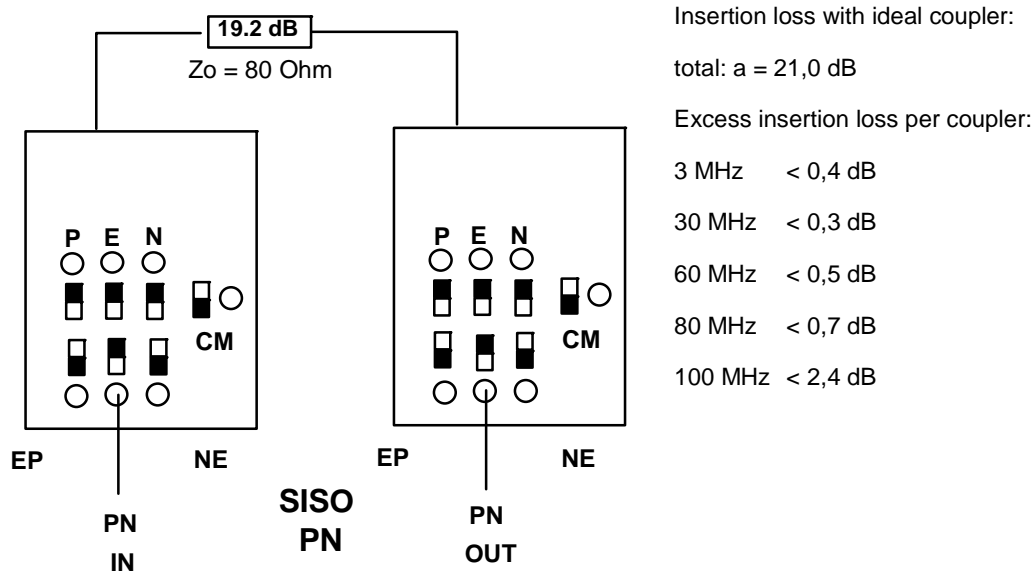 19.2 dB
Zo = 80 Ohm
P E N
CM
EP
NE
PN
IN
P E N
CM
EP
NE
PN
OUT
SISO
PN
Insertion loss with ideal coupler:
total: a = 21,0 dB
Excess insertion loss per coupler:
3 MHz < 0,4 dB
30 MHz < 0,3 dB
60 MHz < 0,5 dB
80 MHz < 0,7 dB
100 MHz < 2,4 dB